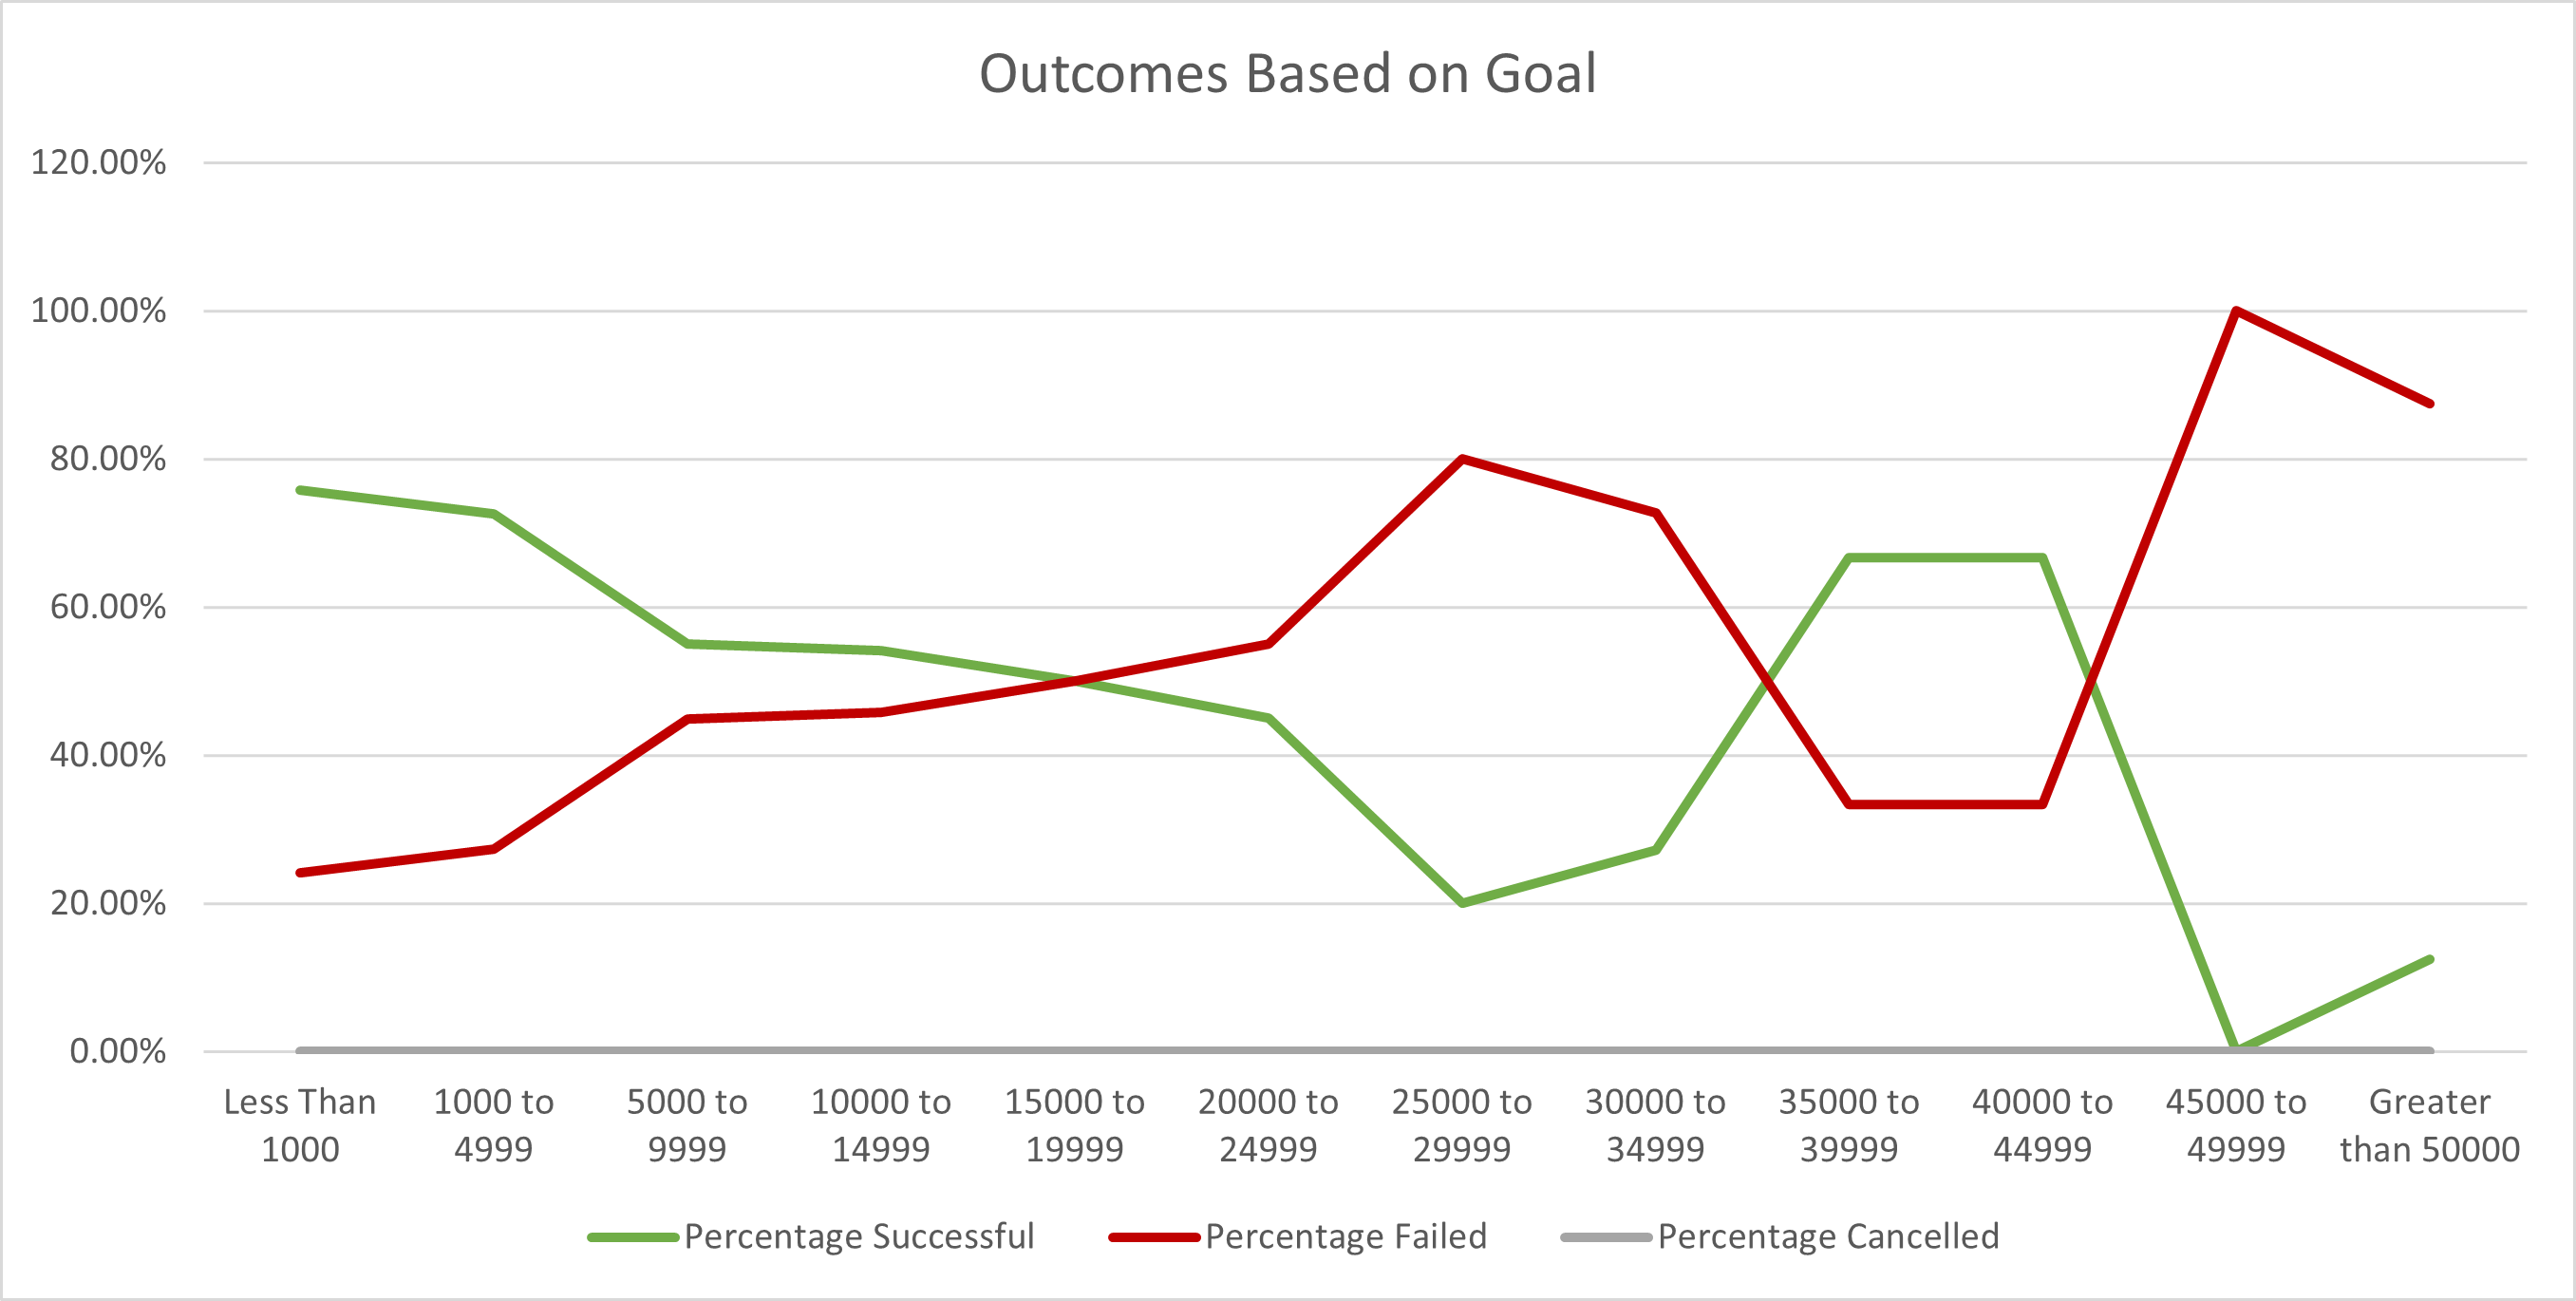 Outcomes Based on Goal
120.00%
100.00%
80.00%
60.00%
40.00%
20.00%
0.00%
Less Than
1000
1000 to
4999
5000 to
9999
10000 to
14999
15000 to
19999
20000 to
24999
25000 to
29999
30000 to
34999
35000 to
39999
40000 to
44999
45000 to
49999
Greater
than 50000
Percentage Successful
Percentage Failed
Percentage Cancelled